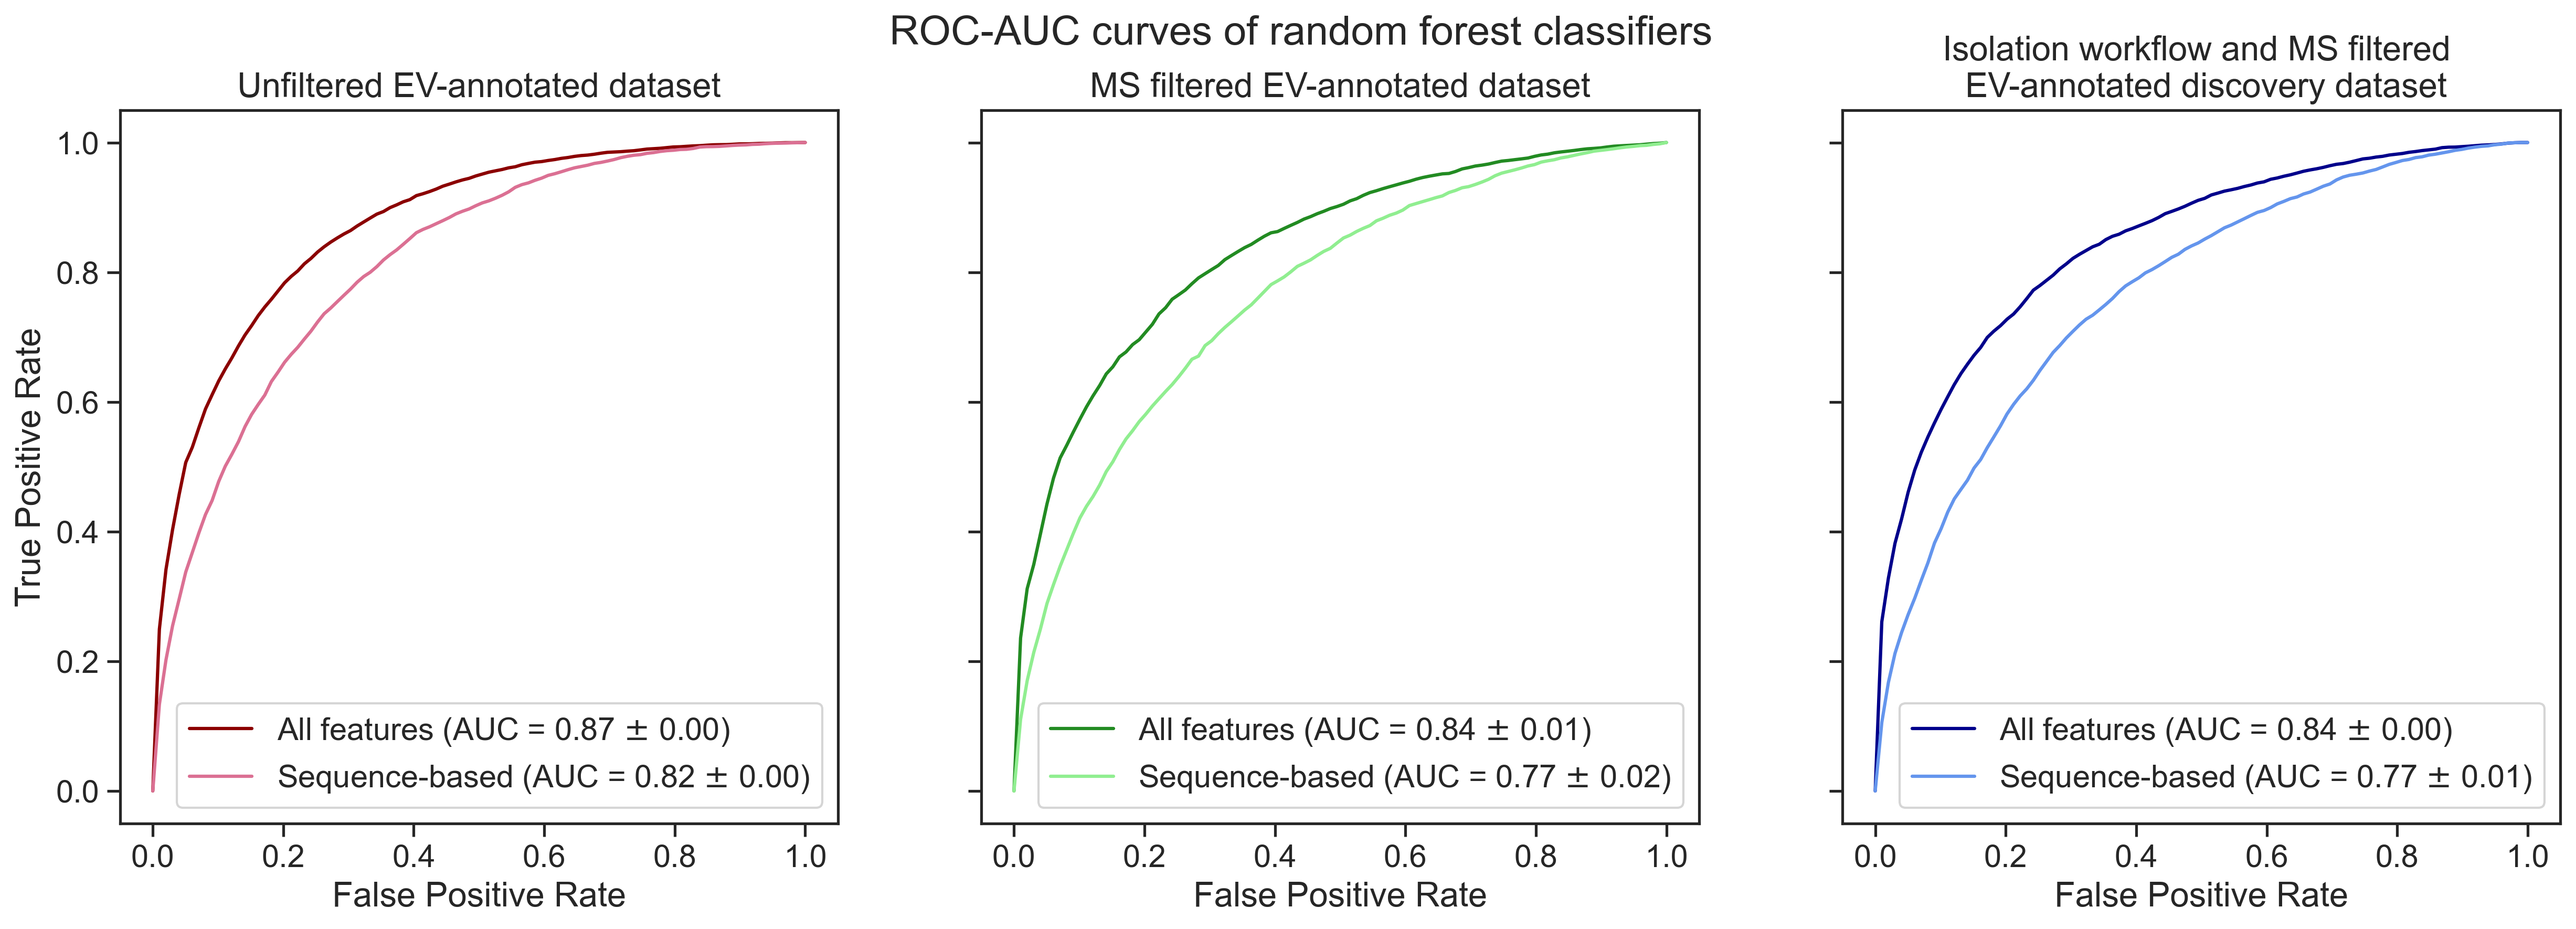 ROC-AUC curves of random forest classifiers
Unfiltered EV-annotated dataset
True Positive Rate
1.0
0.8
0.6
0.4
0.2
0.0
All features (AUC = 0.87 ± 0.00)
Sequence-based (AUC = 0.82 ± 0.00)
0.0 0.2 0.4 0.6 0.8 1.0
False Positive Rate
MS filtered EV-annotated dataset
All features (AUC = 0.84 ± 0.01)
Sequence-based (AUC = 0.77 ± 0.02)
0.0 0.2 0.4 0.6 0.8 1.0
False Positive Rate
Isolation workflow and MS filtered
EV-annotated discovery dataset
All features (AUC = 0.84 ± 0.00)
Sequence-based (AUC = 0.77 ± 0.01)
0.0 0.2 0.4 0.6 0.8 1.0
False Positive Rate